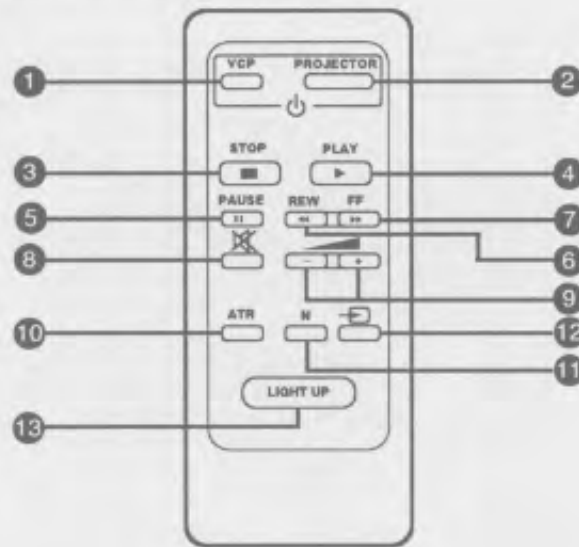 VCP PROJECTOR
1 2
STOP PLAY
3 4
PAUSE REW FF
5 7
8 6
- +
9
ATR N
10 12
11
LIGHT UP
13